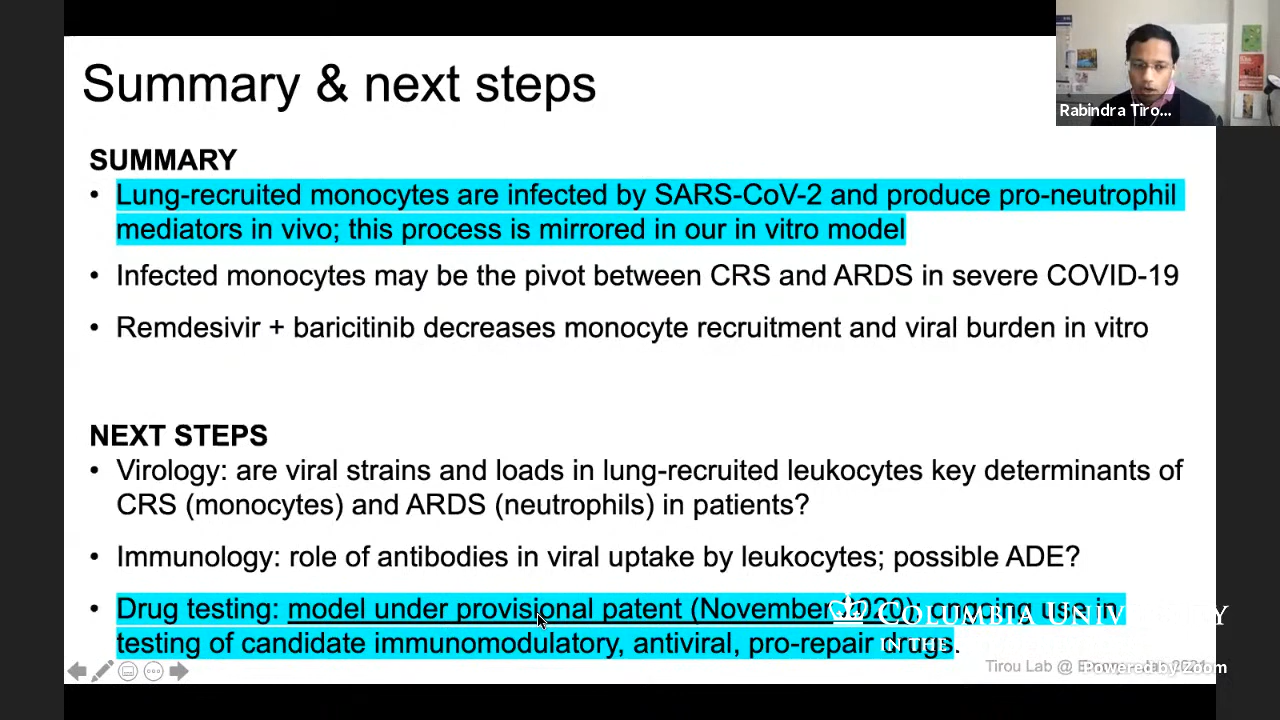 Summary & next steps
Rabindra Tiro...
SUMMARY
• Lung-recruited monocytes are infected by SARS-CoV-2 and produce pro-neutrophil
mediators in vivo; this process is mirrored in our in vitro model
• Infected monocytes may be the pivot between CRS and ARDS in severe COVID-19
• Remdesivir + baricitinib decreases monocyte recruitment and viral burden in vitro
NEXT STEPS
• Virology: are viral strains and loads in lung-recruited leukocytes key determinants of
CRS (monocytes) and ARDS (neutrophils) in patients?
• Immunology: role of antibodies in viral uptake by leukocytes; possible ADE?
• Drug testing: model under provisional patent (November 2020); ongoing use in
testing of candidate immunomodulatory, antiviral, pro-repair drugs.
COLUMBIA UNIVERSITY
IN THE
Tirou Lab @
Powered by Zoom